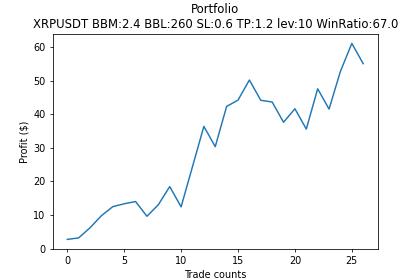 Portfolio
XRPUSDT BBM:2.4 BBL:260 SL:0.6 TP:1.2 lev:10 WinRatio:67.0
60
50
40
30
20
10
0
Profit ($)
0 5 10 15 20 25
Trade counts